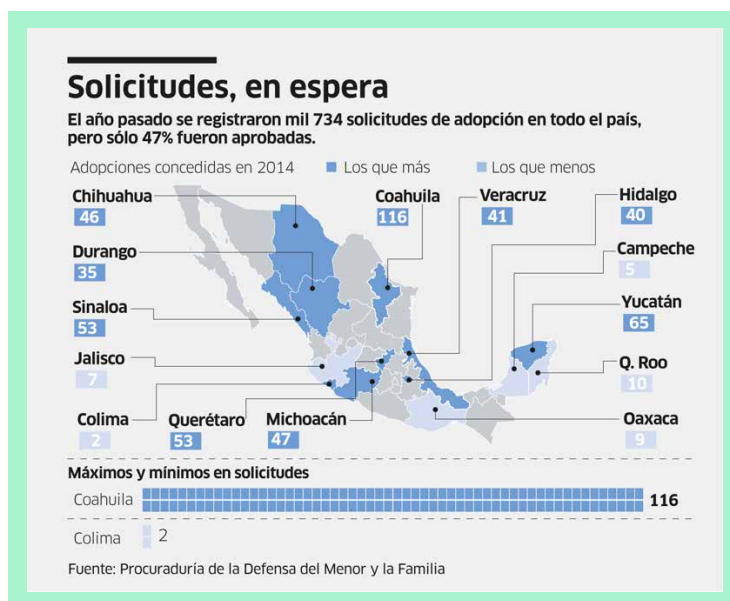 Solicitudes, en espera
El año pasado se registraron mil 734 solicitudes de adopción en todo el país,
pero sólo 47% fueron aprobadas.
Adopciones concedidas en 2014 Los que más Los que menos
Chihuahua
46
Coahuila
116
Veracruz
41
Hidalgo
40
Durango
35
Campeche
5
Sinaloa
53
Yucatán
65
Jalisco
7
Q. Roo
10
Colima
2
Querétaro
53
Michoacán
47
Oaxaca
9
Máximos y mínimos en solicitudes
Coahuila 116
Colima 2
Fuente: Procuraduría de la Defensa del Menor y la Familia